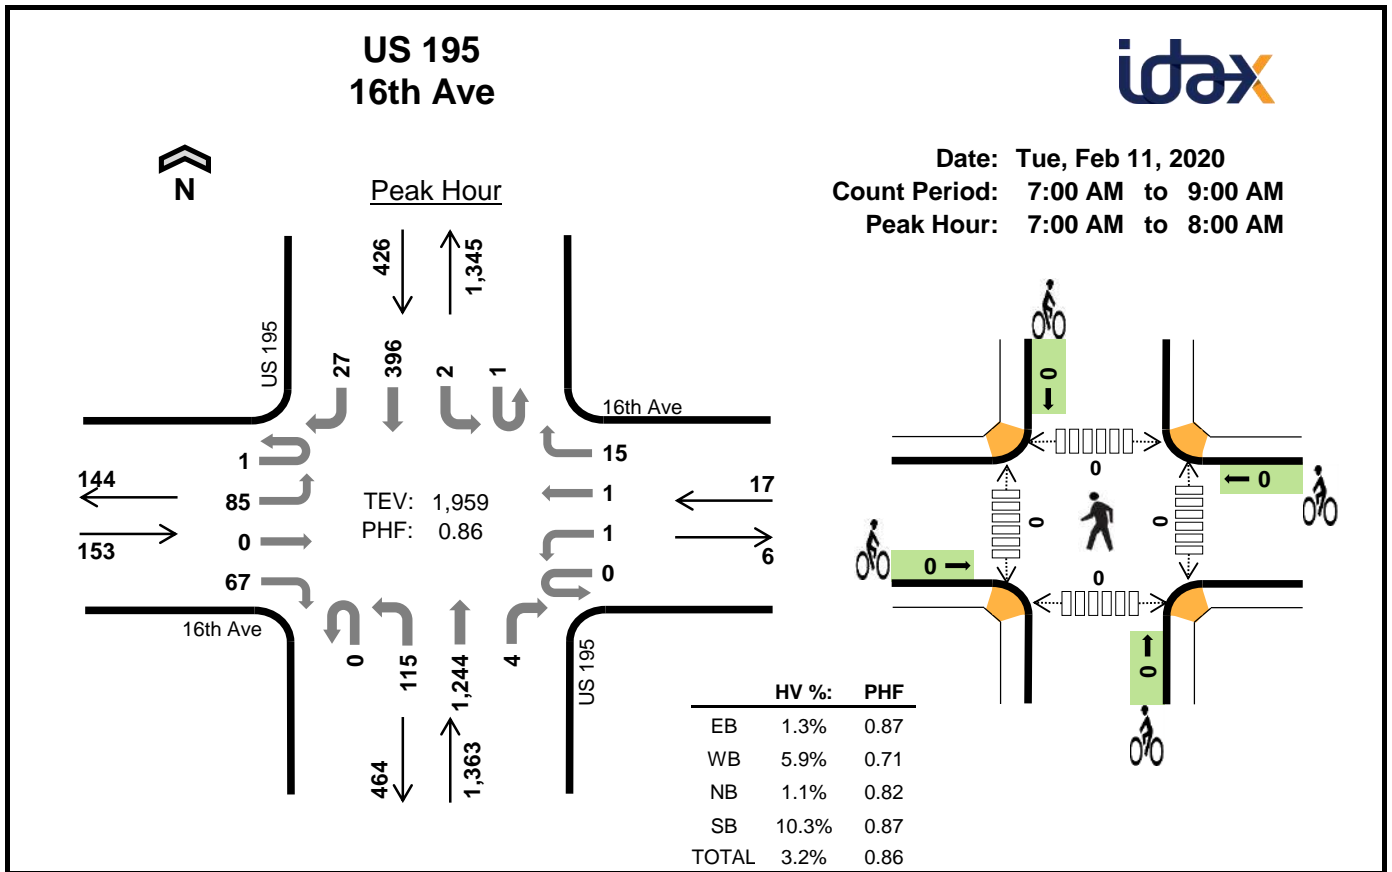 US 195
16th Ave
idax
N
Peak Hour
Date: Tue, Feb 11, 2020
Count Period: 7:00 AM to 9:00 AM
Peak Hour: 7:00 AM to 8:00 AM
426
1,345
US 195
27
396
2
1
16th Ave
1
85
0
67
144
153
TEV: 1,959
PHF: 0.86
15
1
1
0
17
6
16th Ave
0
115
1,244
4
US 195
464
1,363
HV %: PHF
EB 1.3% 0.87
WB 5.9% 0.71
NB 1.1% 0.82
SB 10.3% 0.87
TOTAL 3.2% 0.86
0
0
0
0
0
0
0
0